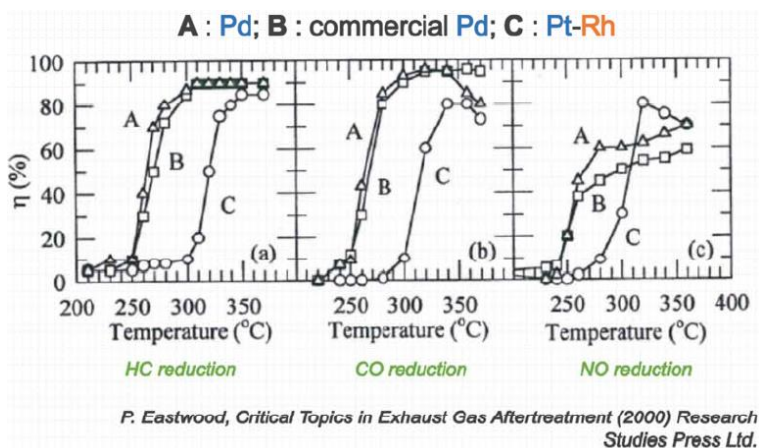 A : Pd; B : commercial Pd; C : Pt-Rh
η (%)
100
80
60
40
20
0
A
B
C
(a)
A
B
C
(b)
A
B
C
(c)
200 250 300 350 250 300 350 250 300 350 400
Temperature (°C) Temperature (°C) Temperature (°C)
HC reduction CO reduction NO reduction
P. Eastwood, Critical Topics in Exhaust Gas Aftertreatment (2000) Research
Studies Press Ltd.